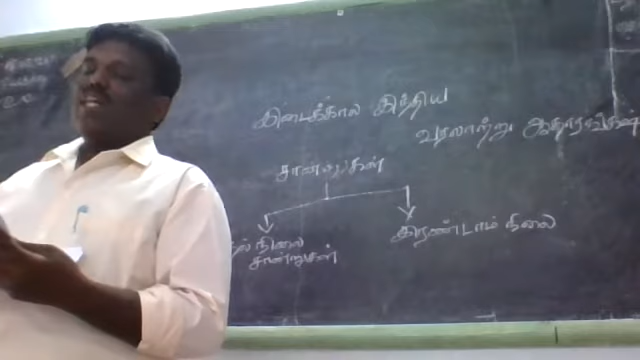 இடைக்கால இந்திய
வரலாற்று ஆதாரங்கள்
சான்றுகள்
நிலை
சான்றுகள்
இரண்டாம் நிலை